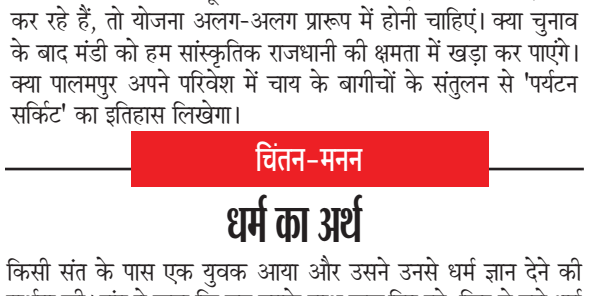 कर रहे हैं, तो योजना अलग-अलग प्रारूप में होनी चाहिएं। क्या चुनाव
के बाद मंडी को हम सांस्कृतिक राजधानी की क्षमता में खड़ा कर पाएंगे।
क्या पालमपुर अपने परिवेश में चाय के बागीचों के संतुलन से 'पर्यटन
सर्किट' का इतिहास लिखेगा।
चिंतन-मनन
धर्म का अर्थ
किसी संत के पास एक युवक आया और उसने उनसे धर्म ज्ञान देने की